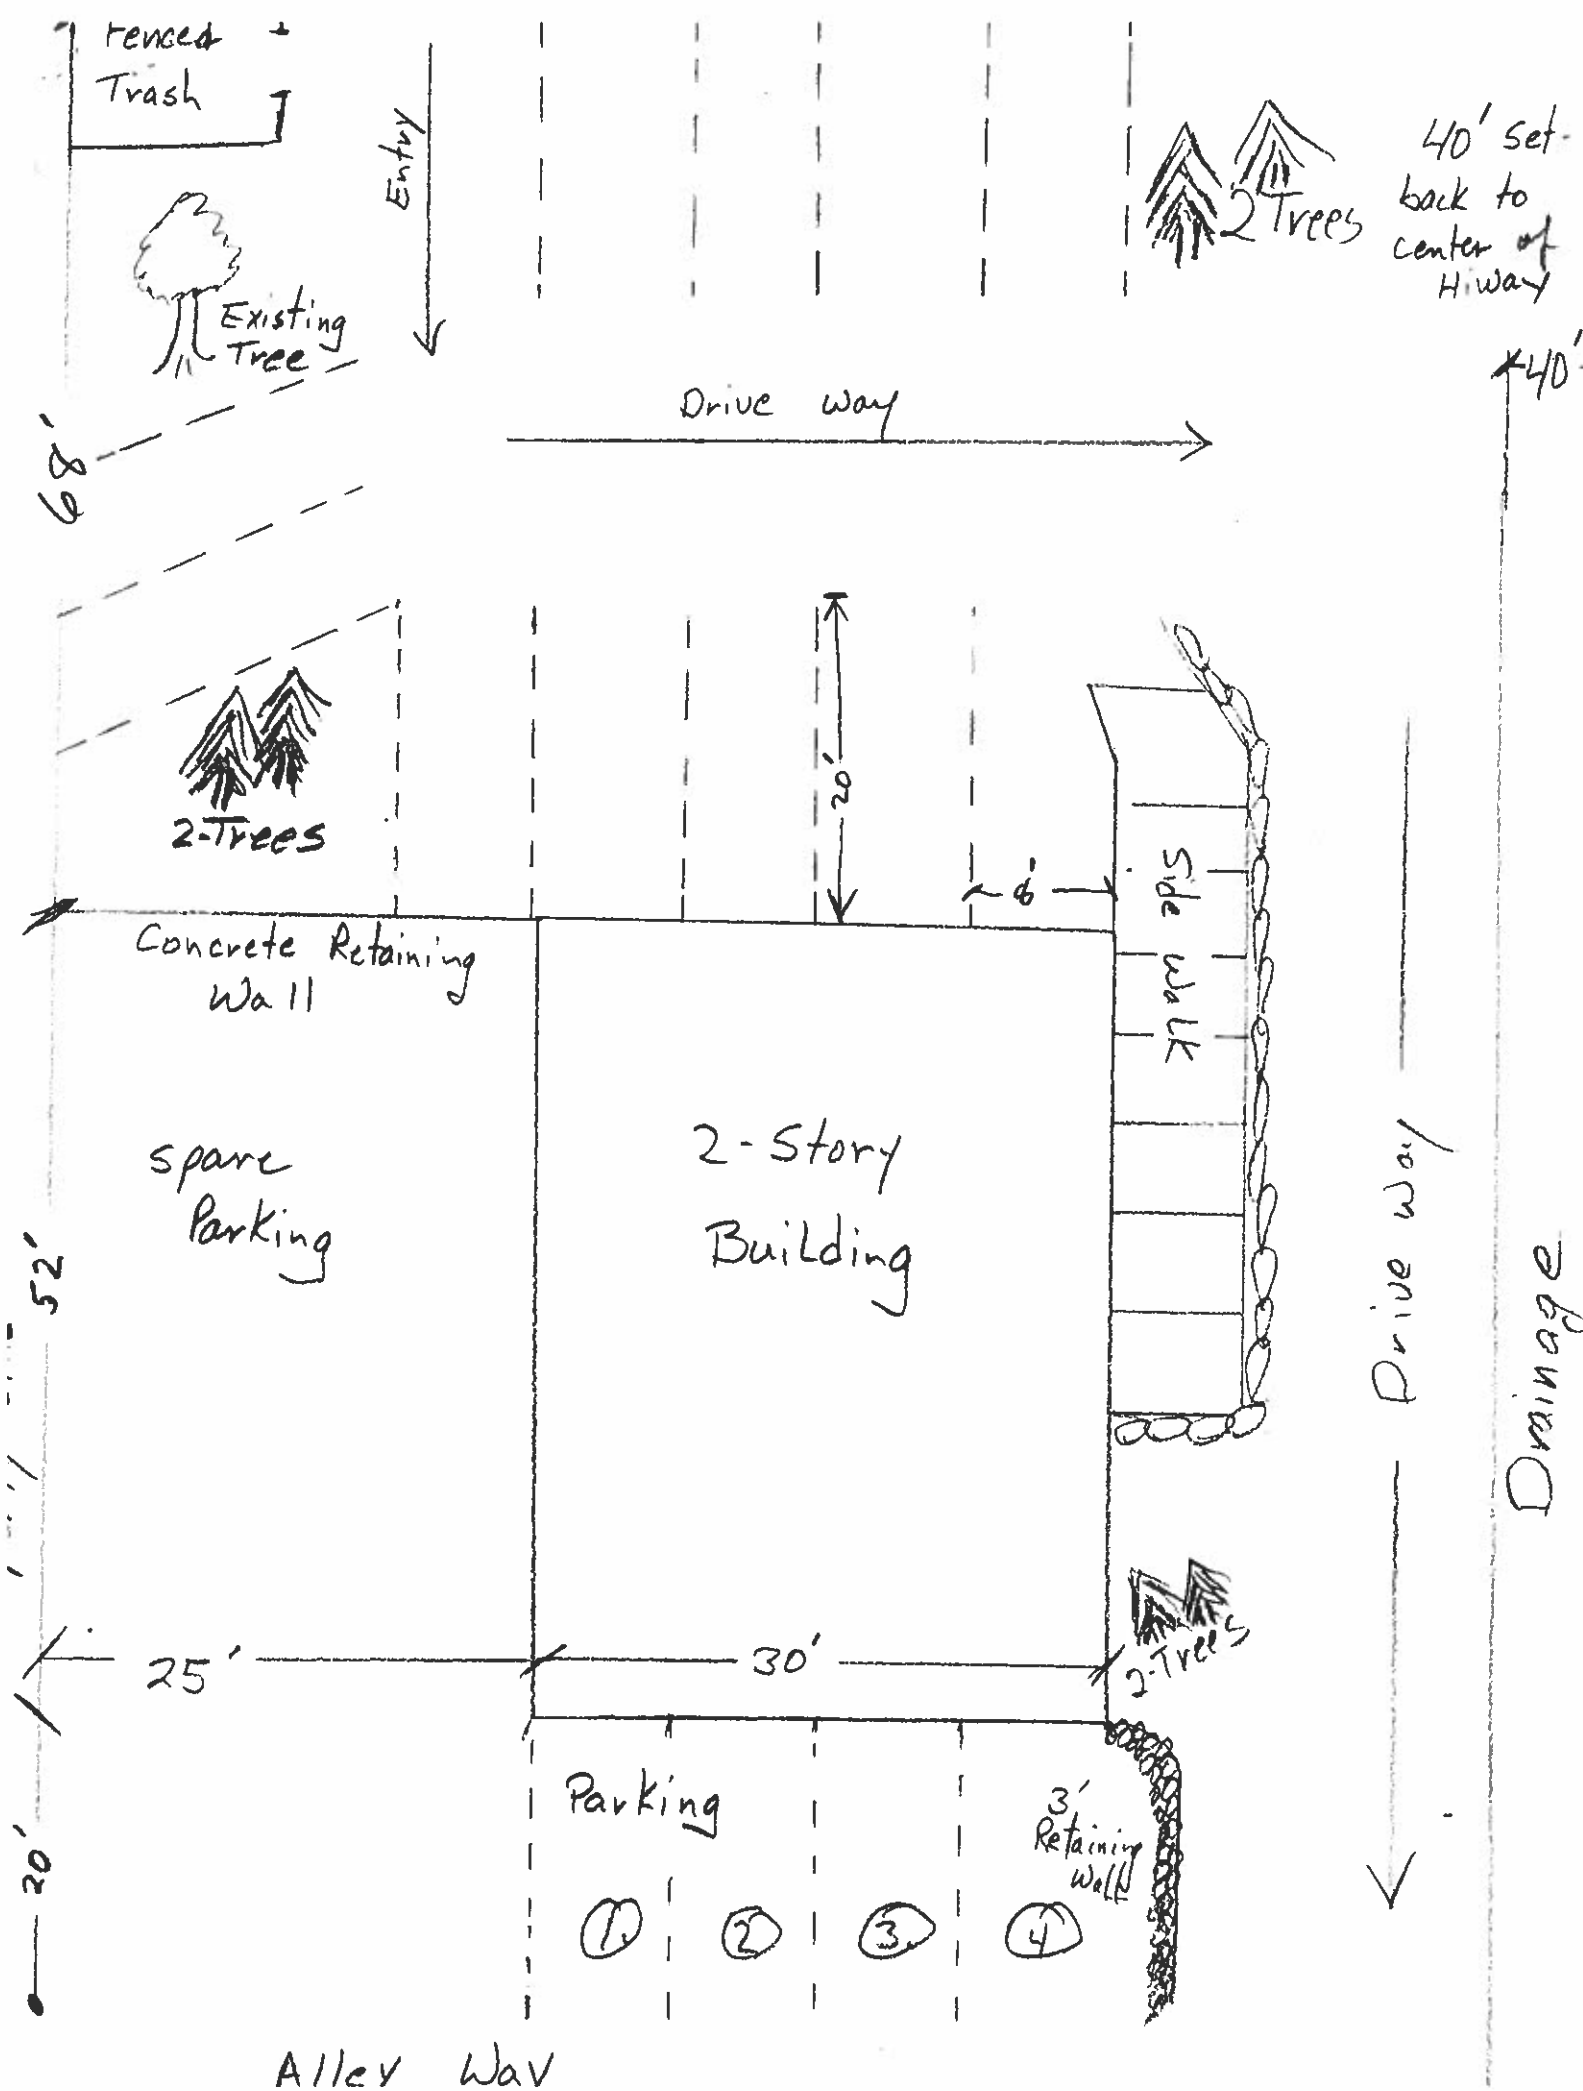 Fenced
Trash
Entry
2 Trees
40' Set-
back to
center of
Hiway
Existing
Tree
40'
Drive Way
68'
20'
2-Trees
8'
Side Walk
Concrete Retaining
Wall
Spare
Parking
2-Story
Building
Drive Way
Drainage
52'
25'
30'
2-Trees
Parking
3'
Retaining
Wall
20'
1.
2
3.
4
Alley Way